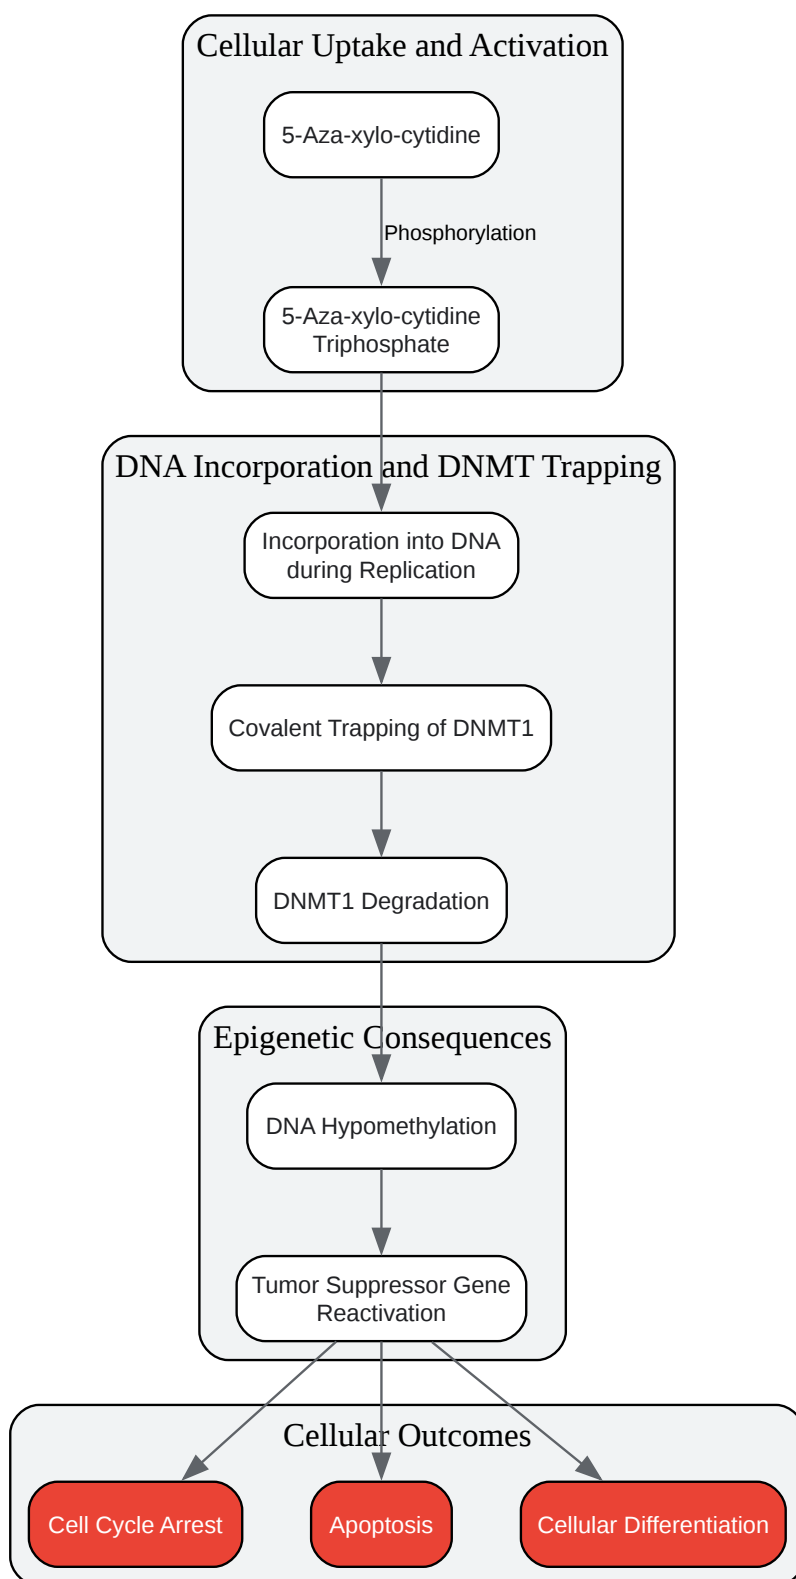 Cellular Uptake and Activation
5-Aza-xylo-cytidine
Phosphorylation
5-Aza-xylo-cytidine
Triphosphate
DNA Incorporation and DNMT Trapping
Incorporation into DNA
during Replication
Covalent Trapping of DNMT1
DNMT1 Degradation
Epigenetic Consequences
DNA Hypomethylation
Tumor Suppressor Gene
Reactivation
Cellular Outcomes
Cell Cycle Arrest
Apoptosis
Cellular Differentiation